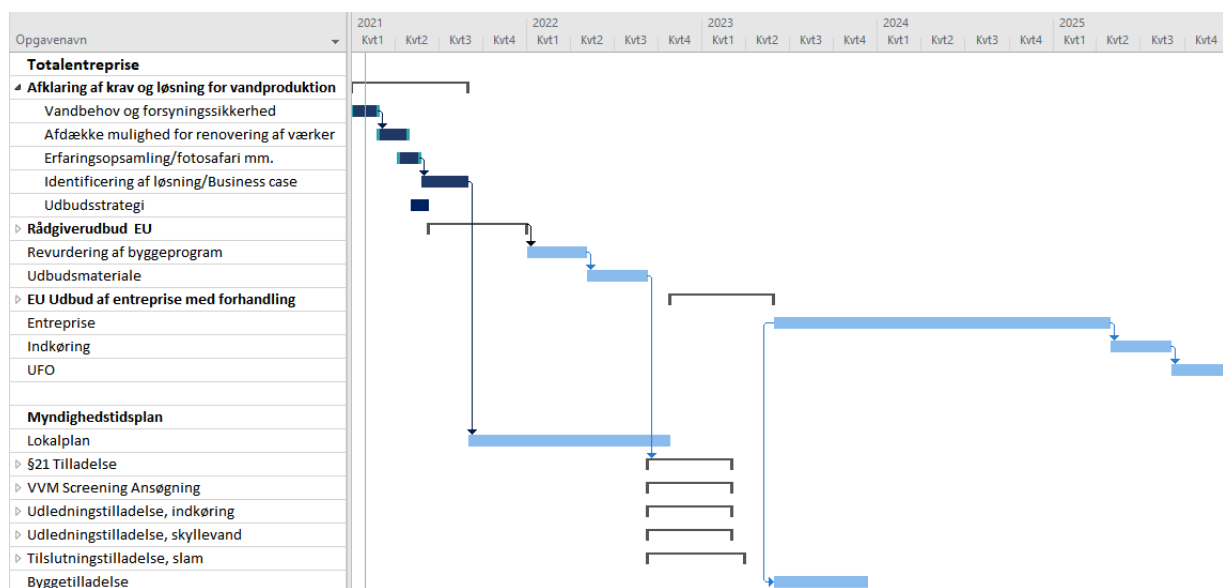 2021 2022 2023 2024 2025
Opgavenavn Kvt1 Kvt2 Kvt3 Kvt4 Kvt1 Kvt2 Kvt3 Kvt4 Kvt1 Kvt2 Kvt3 Kvt4 Kvt1 Kvt2 Kvt3 Kvt4 Kvt1 Kvt2 Kvt3 Kvt4
Totalentreprise
Afklaring af krav og løsning for vandproduktion
Vandbehov og forsyningssikkerhed
Afdække mulighed for renovering af værker
Erfaringsopsamling/fotosafari mm.
Identificering af løsning/Business case
Udbudsstrategi
Rådgiverudbud EU
Revurdering af byggeprogram
Udbudsmateriale
EU Udbud af entreprise med forhandling
Entreprise
Indkøring
UFO
Myndighedstidsplan
Lokalplan
§21 Tilladelse
VVM Screening Ansøgning
Udledningstilladelse, indkøring
Udledningstilladelse, skyllevand
Tilslutningstilladelse, slam
Byggetilladelse